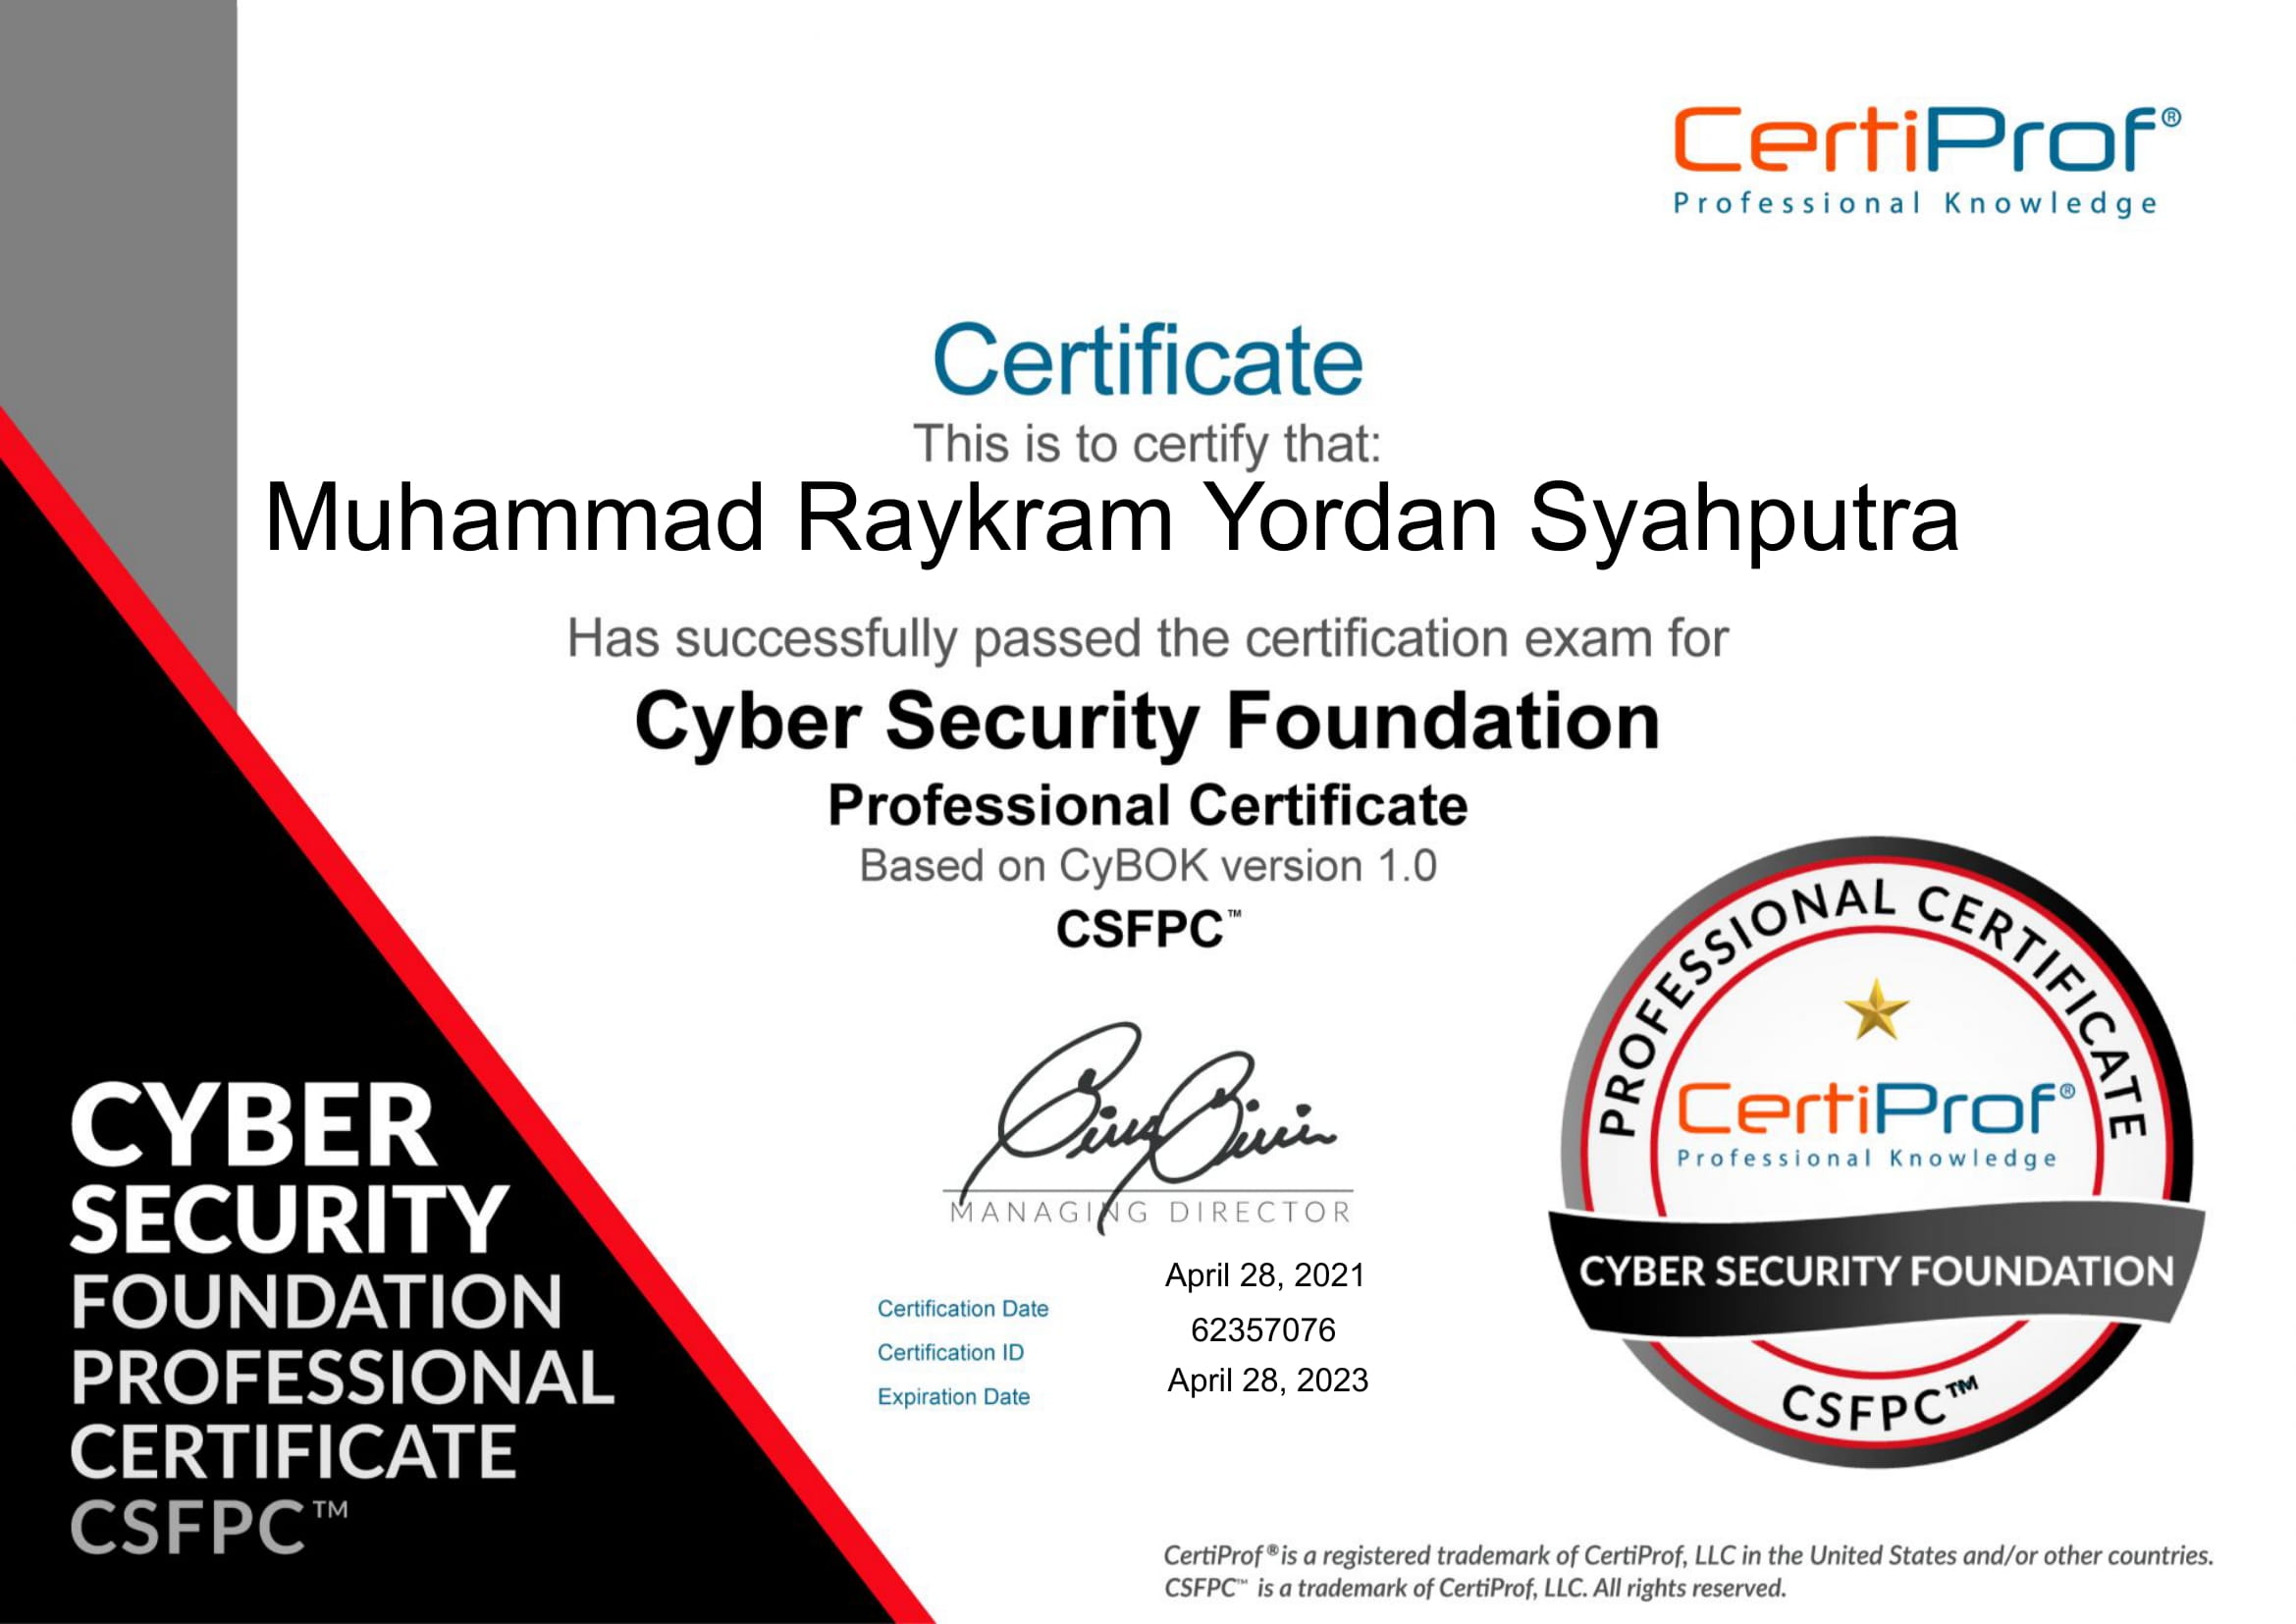 CertiProf®
Professional Knowledge
Certificate
This is to certify that:
Muhammad Raykram Yordan Syahputra
Has successfully passed the certification exam for
Cyber Security Foundation
Professional Certificate
Based on CyBOK version 1.0
CSFPC™
MANAGING DIRECTOR
Certification Date April 28, 2021
Certification ID 62357076
Expiration Date April 28, 2023
CYBER
SECURITY
FOUNDATION
PROFESSIONAL
CERTIFICATE
CSFPC™
PROFESSIONAL CERTIFICATE
CertiProf®
Professional Knowledge
CYBER SECURITY FOUNDATION
CSFPC™
CertiProf® is a registered trademark of CertiProf, LLC in the United States and/or other countries.
CSFPC™ is a trademark of CertiProf, LLC. All rights reserved.